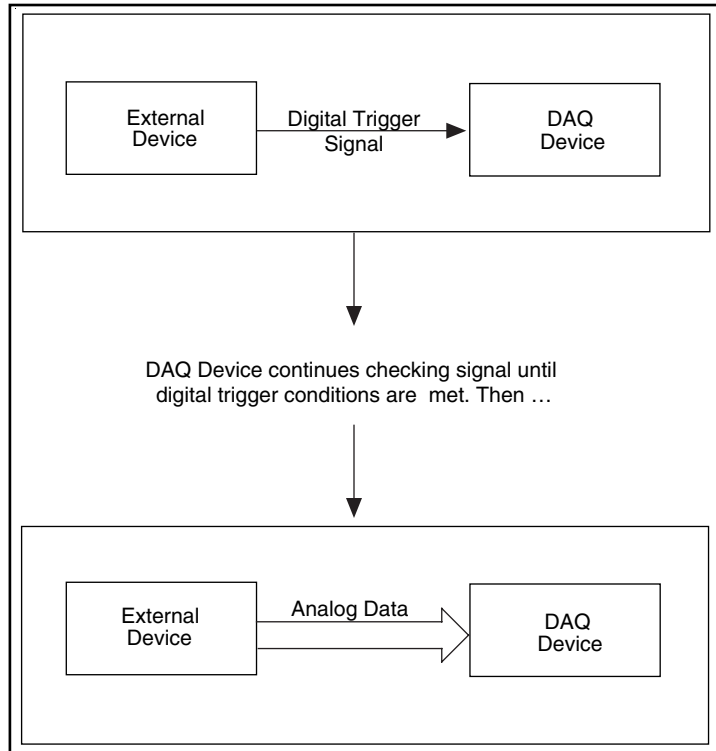 External
Device
Digital Trigger
Signal
DAQ
Device
DAQ Device continues checking signal until
digital trigger conditions are met. Then …
External
Device
Analog Data
DAQ
Device